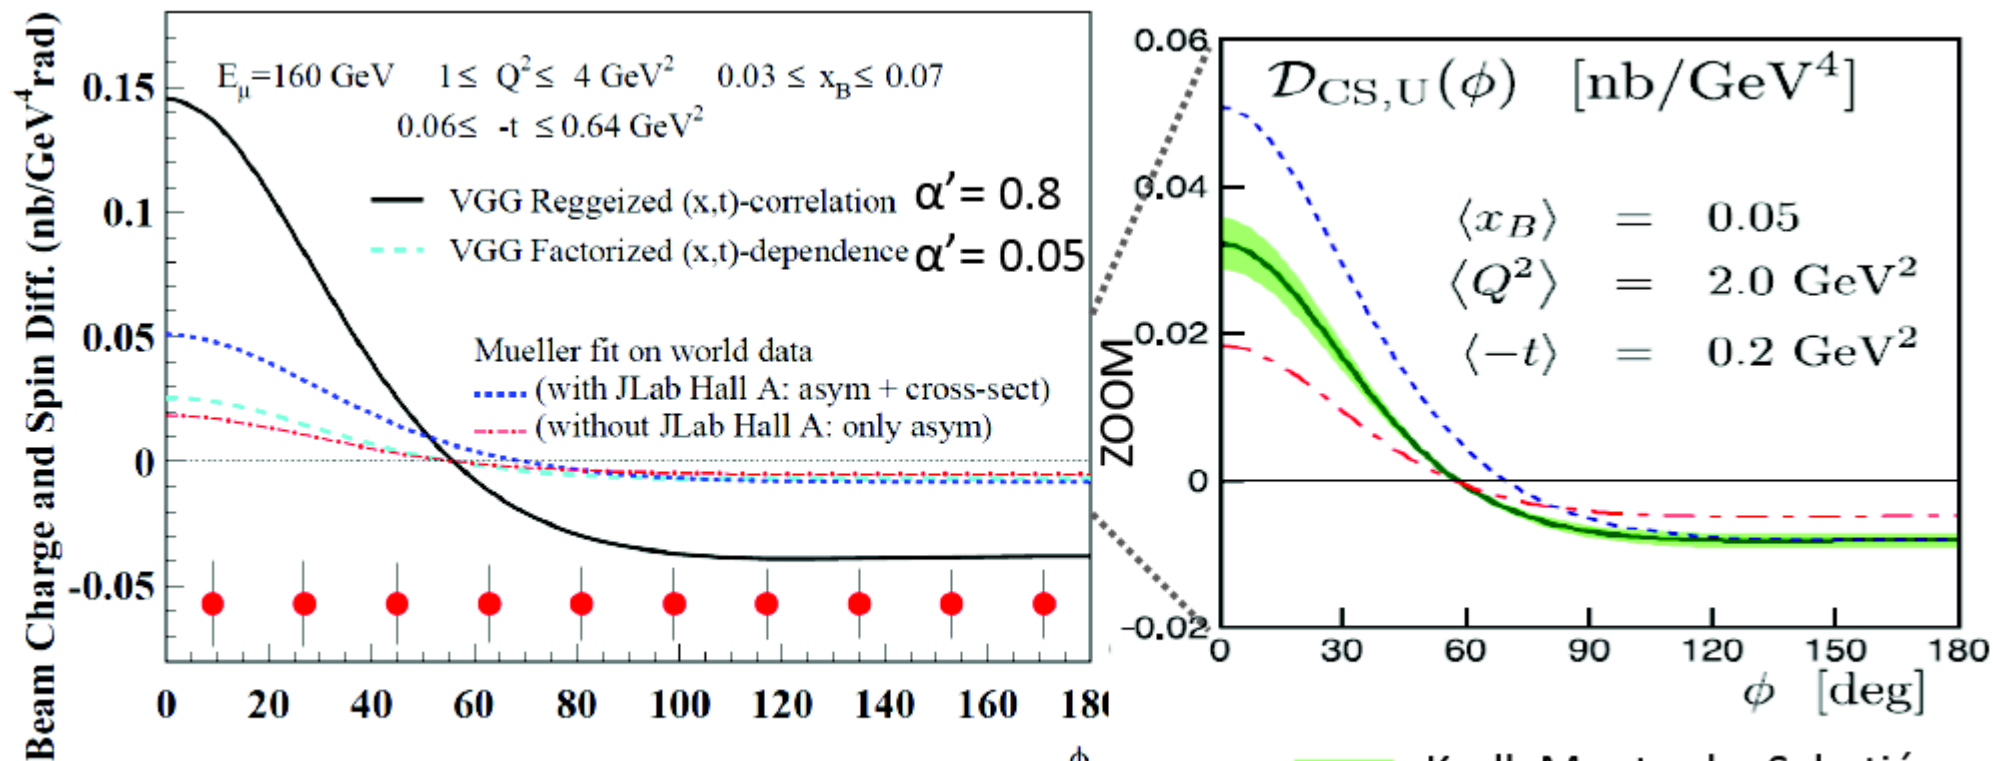 Beam Charge and Spin Diff. (nb/GeV⁴ rad)
0.15
0.1
0.05
0
-0.05
E_μ=160 GeV 1≤ Q²≤ 4 GeV² 0.03 ≤ x_B≤ 0.07
0.06≤ -t ≤0.64 GeV²
VGG Reggeized (x,t)-correlation α’= 0.8
VGG Factorized (x,t)-dependence α’= 0.05
Mueller fit on world data
(with JLab Hall A: asym + cross-sect)
(without JLab Hall A: only asym)
0 20 40 60 80 100 120 140 160 180
ϕ
ZOOM
0.06
0.04
0.02
0
-0.02
𝒟_CS,U(ϕ) [nb/GeV⁴]
⟨x_B⟩ = 0.05
⟨Q²⟩ = 2.0 GeV²
⟨−t⟩ = 0.2 GeV²
0 30 60 90 120 150 180
ϕ [deg]